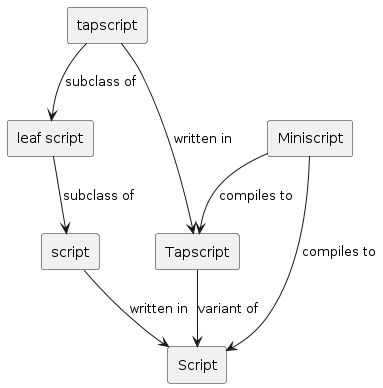 tapscript
subclass of
leaf script
written in
Miniscript
subclass of
compiles to
script
Tapscript
compiles to
written in
variant of
Script